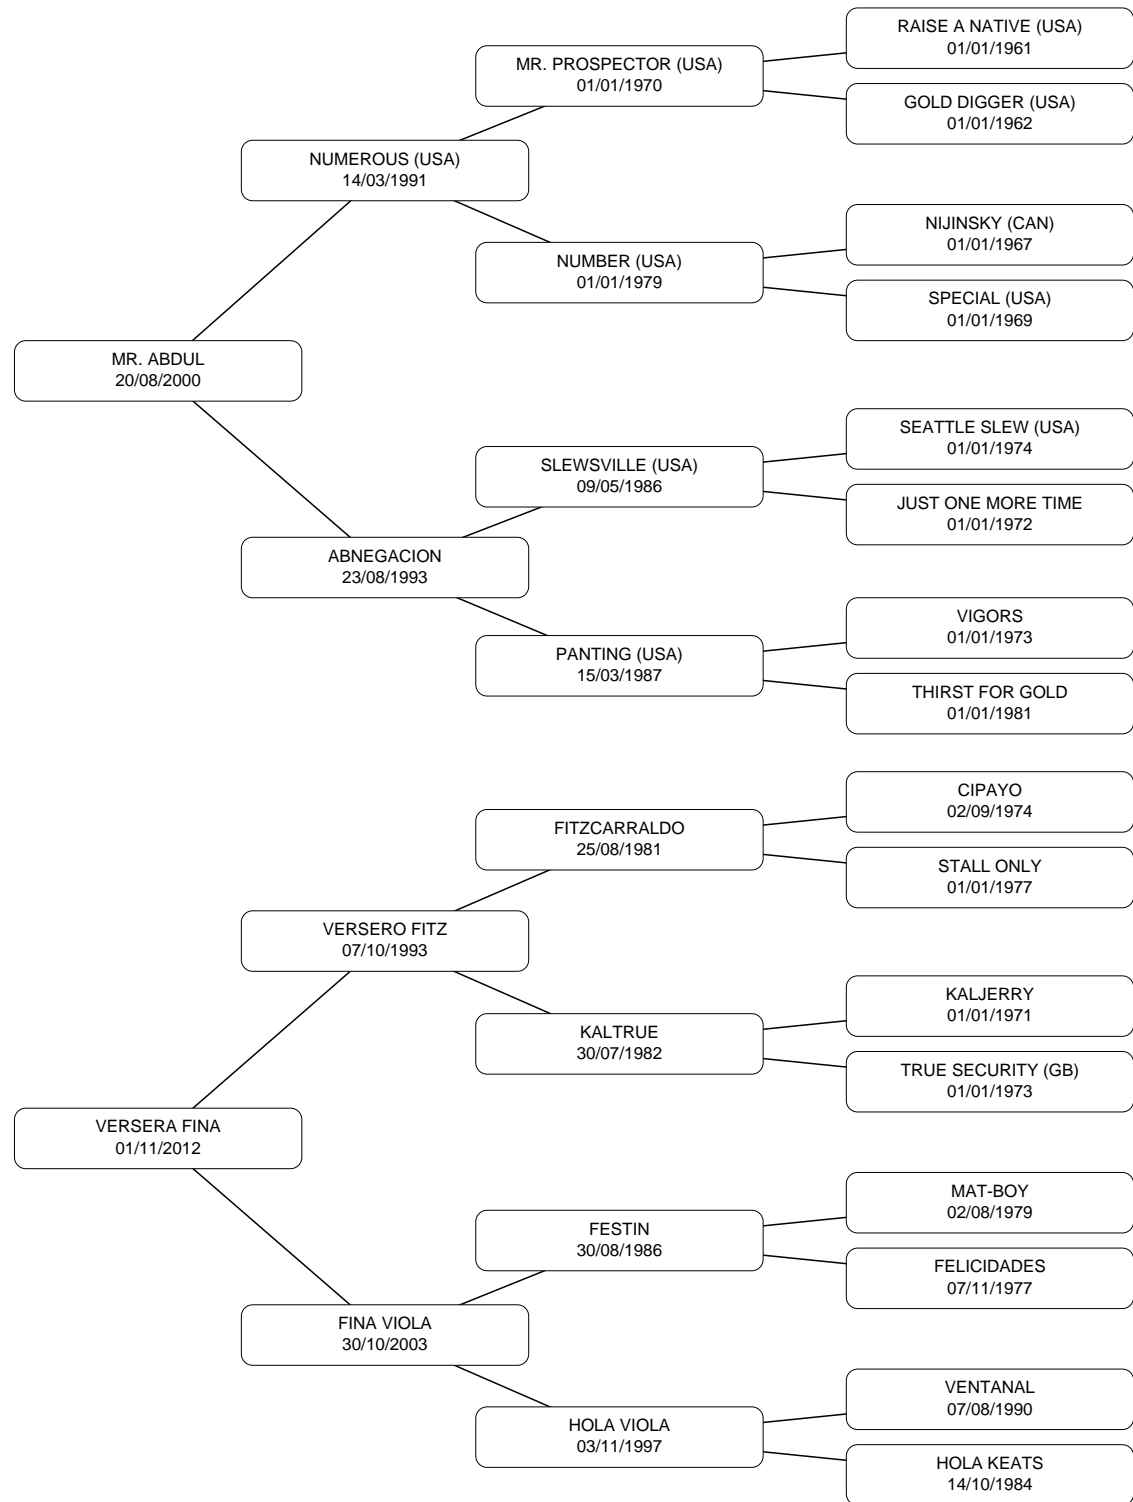 RAISE A NATIVE (USA)
01/01/1961
MR. PROSPECTOR (USA)
01/01/1970
GOLD DIGGER (USA)
01/01/1962
NUMEROUS (USA)
14/03/1991
NIJINSKY (CAN)
01/01/1967
NUMBER (USA)
01/01/1979
SPECIAL (USA)
01/01/1969
MR. ABDUL
20/08/2000
SEATTLE SLEW (USA)
01/01/1974
SLEWSVILLE (USA)
09/05/1986
JUST ONE MORE TIME
01/01/1972
ABNEGACION
23/08/1993
VIGORS
01/01/1973
PANTING (USA)
15/03/1987
THIRST FOR GOLD
01/01/1981
CIPAYO
02/09/1974
FITZCARRALDO
25/08/1981
STALL ONLY
01/01/1977
VERSERO FITZ
07/10/1993
KALJERRY
01/01/1971
KALTRUE
30/07/1982
TRUE SECURITY (GB)
01/01/1973
VERSERA FINA
01/11/2012
MAT-BOY
02/08/1979
FESTIN
30/08/1986
FELICIDADES
07/11/1977
FINA VIOLA
30/10/2003
VENTANAL
07/08/1990
HOLA VIOLA
03/11/1997
HOLA KEATS
14/10/1984